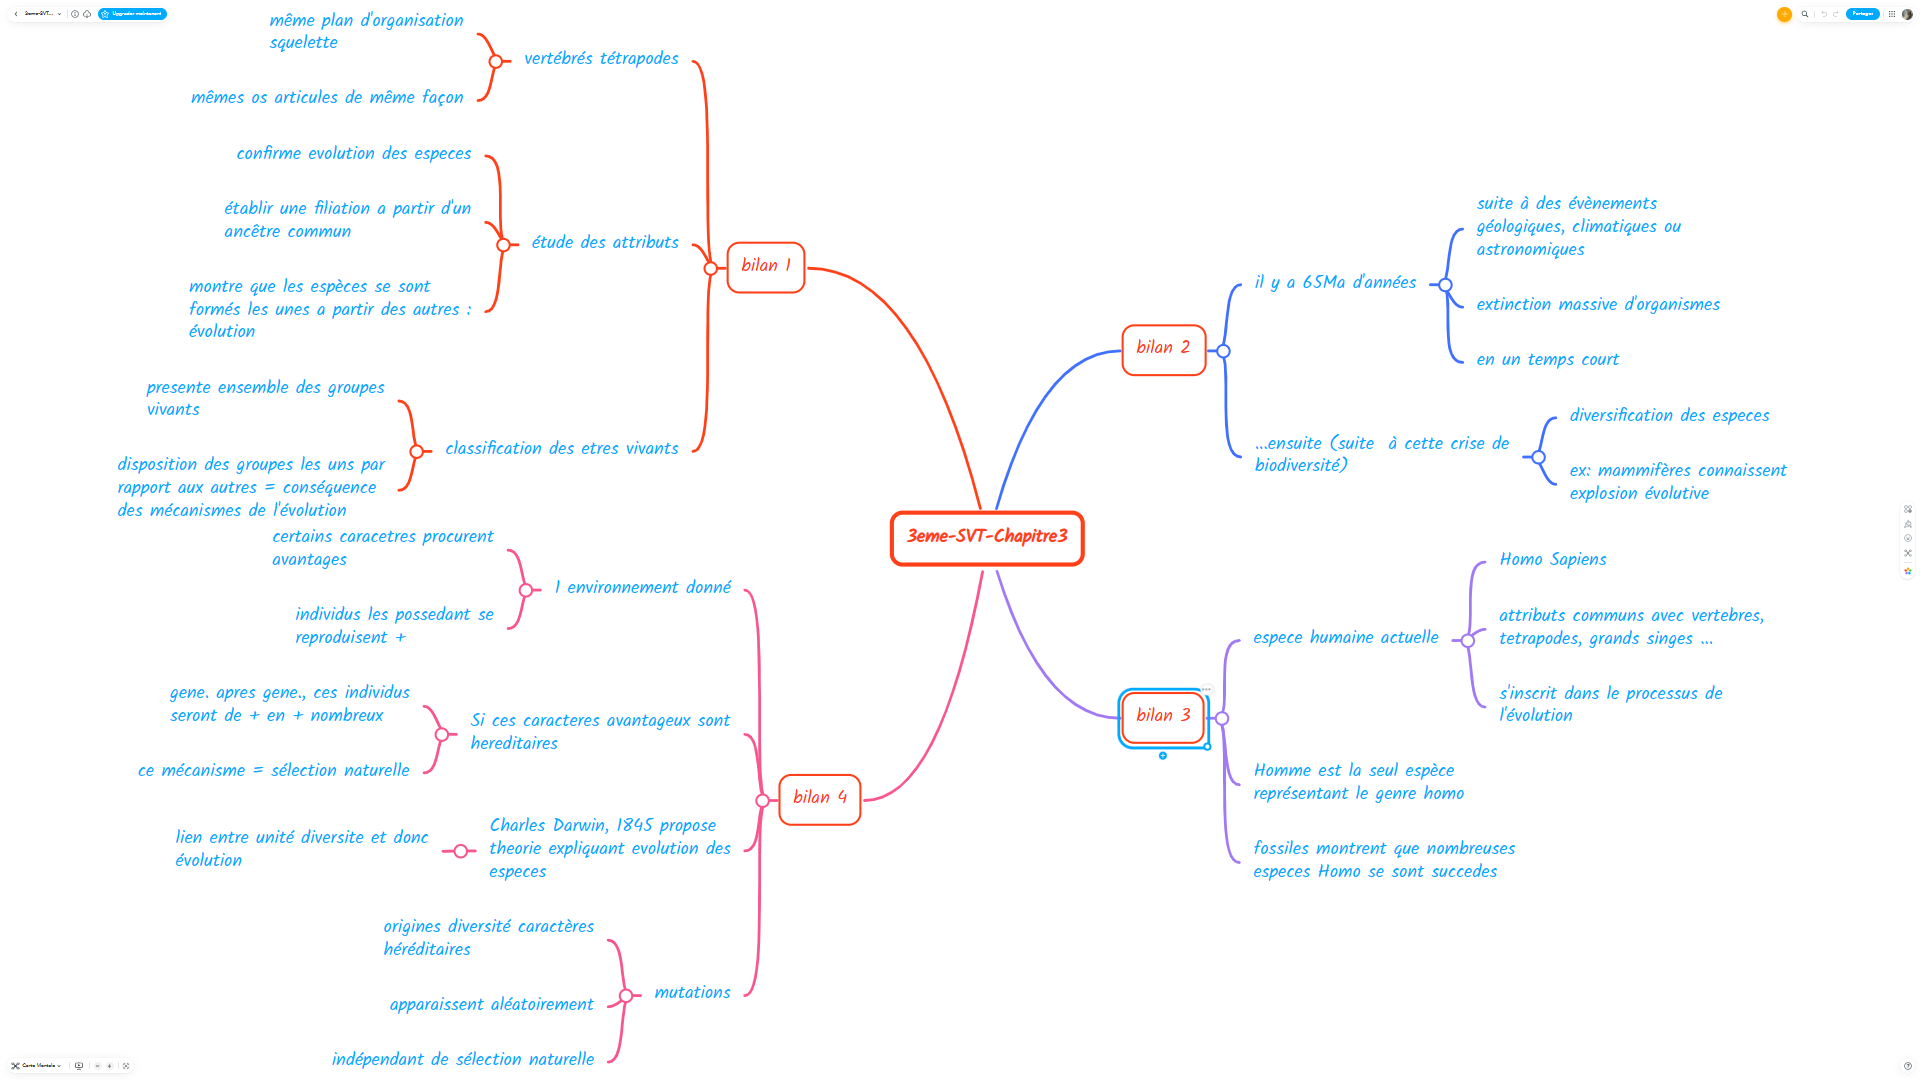 3eme-SVT...
Upgrader maintenant
Partager
même plan d'organisation
squelette
mêmes os articules de même façon
vertébrés tétrapodes
confirme evolution des especes
établir une filiation a partir d'un
ancêtre commun
montre que les espèces se sont
formés les unes a partir des autres :
évolution
étude des attributs
presente ensemble des groupes
vivants
disposition des groupes les uns par
rapport aux autres = conséquence
des mécanismes de l'évolution
classification des etres vivants
bilan 1
bilan 2
il y a 65Ma d'années
suite à des évènements
géologiques, climatiques ou
astronomiques
extinction massive d'organismes
en un temps court
...ensuite (suite à cette crise de
biodiversité)
diversification des especes
ex: mammifères connaissent
explosion évolutive
3eme-SVT-Chapitre3
certains caracetres procurent
avantages
individus les possedant se
reproduisent +
1 environnement donné
gene. apres gene., ces individus
seront de + en + nombreux
ce mécanisme = sélection naturelle
Si ces caracteres avantageux sont
hereditaires
lien entre unité diversite et donc
évolution
Charles Darwin, 1845 propose
theorie expliquant evolution des
especes
origines diversité caractères
héréditaires
apparaissent aléatoirement
indépendant de sélection naturelle
mutations
bilan 4
bilan 3
espece humaine actuelle
Homo Sapiens
attributs communs avec vertebres,
tetrapodes, grands singes ...
s'inscrit dans le processus de
l'évolution
Homme est la seul espèce
représentant le genre homo
fossiles montrent que nombreuses
especes Homo se sont succedes
Carte Mentale